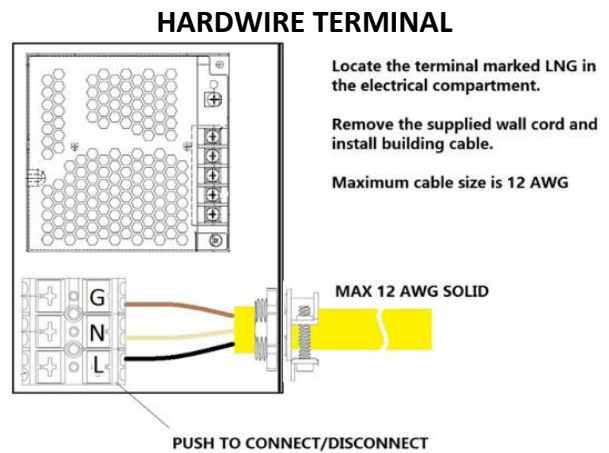 HARDWIRE TERMINAL
Locate the terminal marked LNG in
the electrical compartment.
Remove the supplied wall cord and
install building cable.
Maximum cable size is 12 AWG
MAX 12 AWG SOLID
G
N
L
PUSH TO CONNECT/DISCONNECT